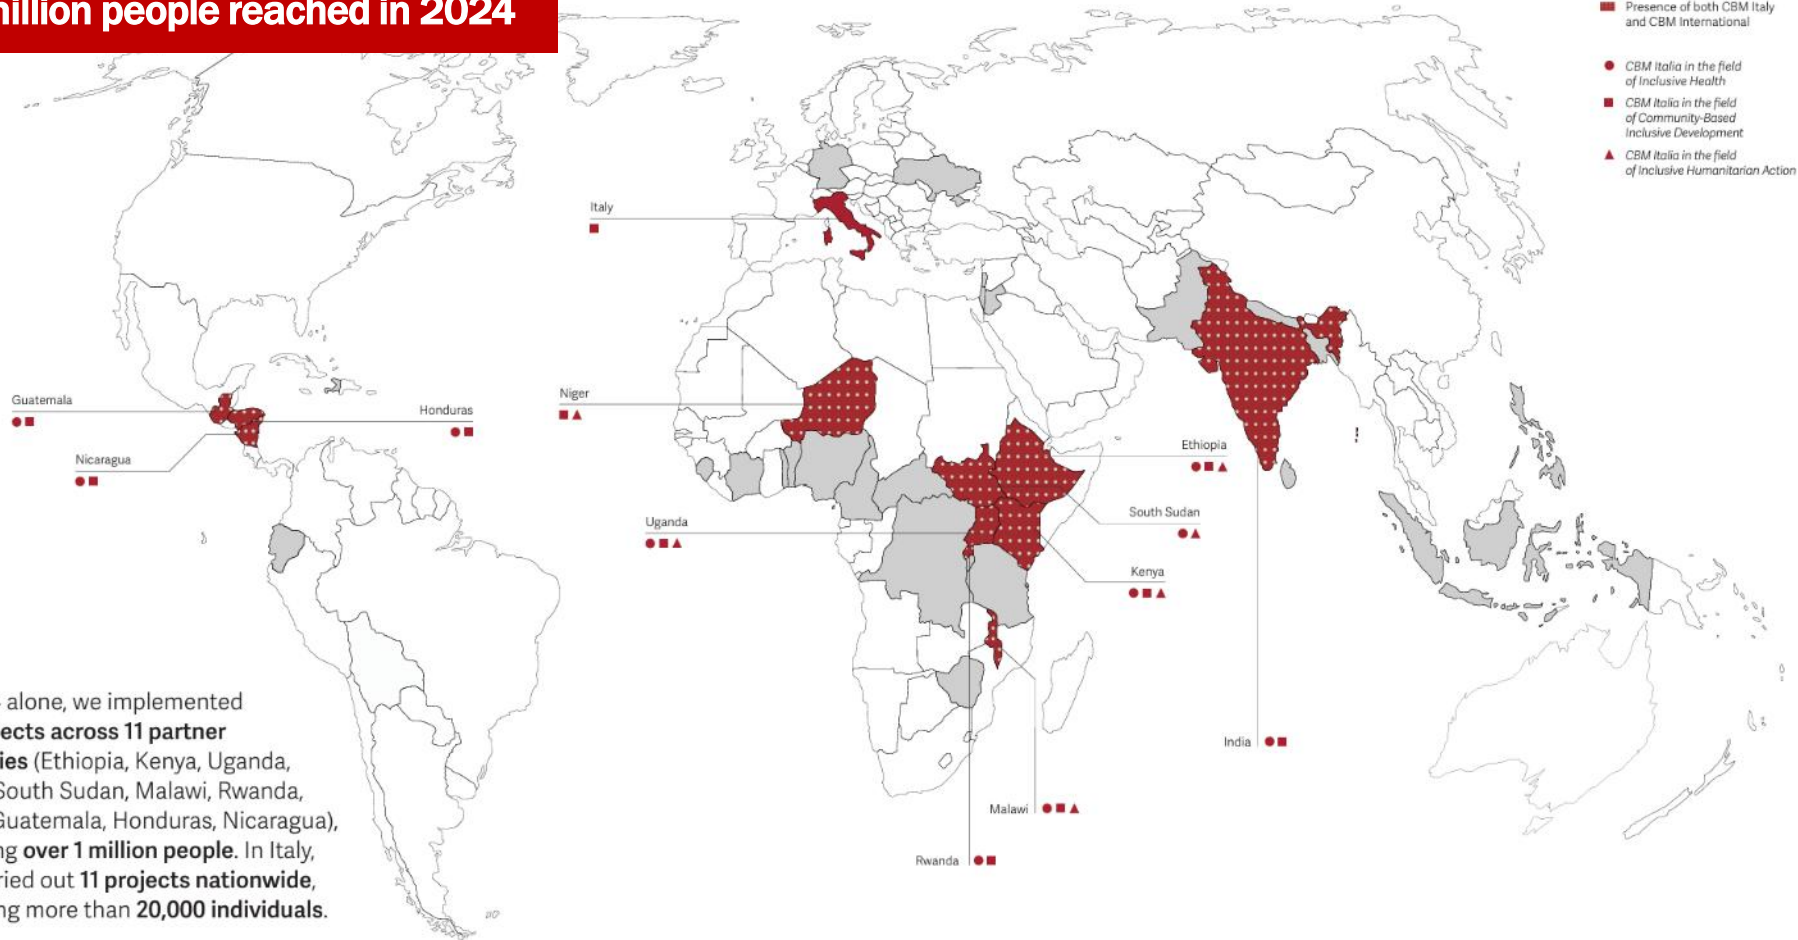 million people reached in 2024
Presence of both CBM Italy
and CBM International
CBM Italia in the field
of Inclusive Health
CBM Italia in the field
of Community-Based
Inclusive Development
CBM Italia in the field
of Inclusive Humanitarian Action
Italy
Guatemala
Honduras
Nicaragua
Niger
Ethiopia
South Sudan
Uganda
Kenya
India
Malawi
Rwanda
alone, we implemented
ects across 11 partner
ies (Ethiopia, Kenya, Uganda,
South Sudan, Malawi, Rwanda,
Guatemala, Honduras, Nicaragua),
ng over 1 million people. In Italy,
ried out 11 projects nationwide,
ng more than 20,000 individuals.